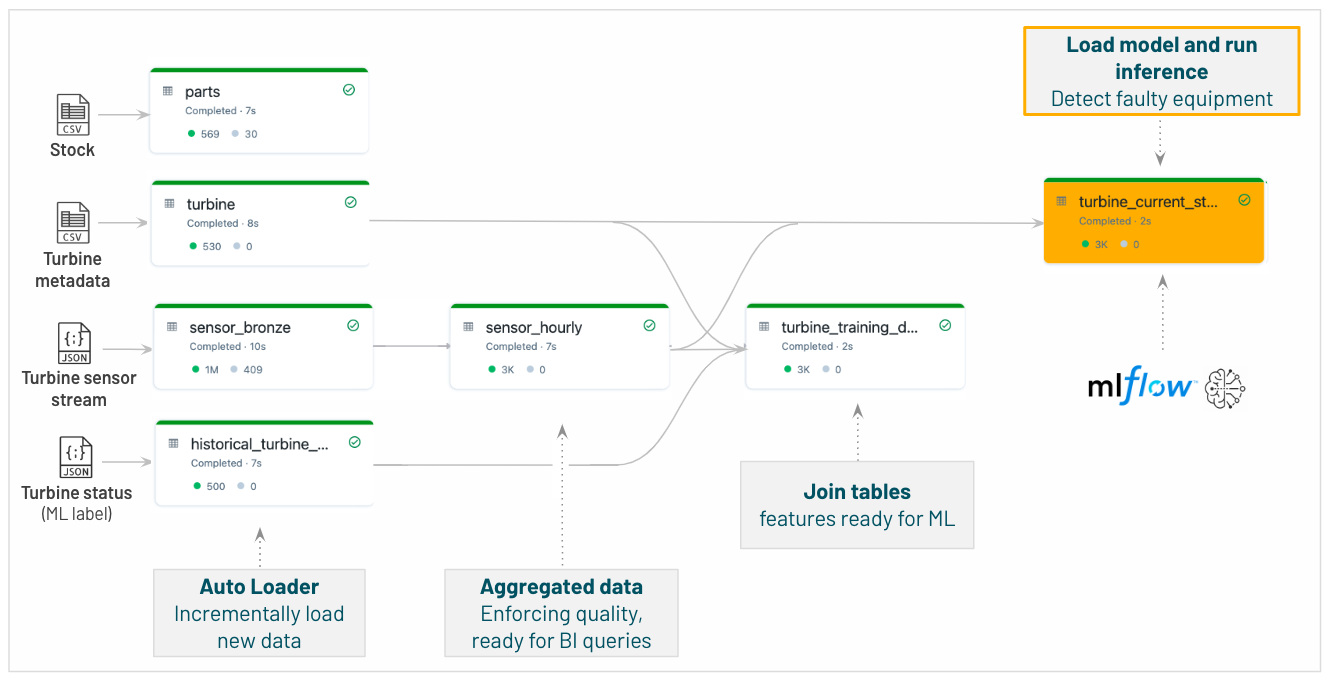 Load model and run
inference
Detect faulty equipment
parts
Completed · 7s
569 30
CSV
Stock
turbine
Completed · 8s
530 0
CSV
Turbine
metadata
turbine_current_st...
Completed · 2s
3K 0
sensor_bronze
Completed · 10s
1M 409
{;}
JSON
Turbine sensor
stream
sensor_hourly
Completed · 7s
3K 0
turbine_training_d...
Completed · 2s
3K 0
mlflow™
historical_turbine_...
Completed · 7s
500 0
{;}
JSON
Turbine status
(ML label)
Join tables
features ready for ML
Auto Loader
Incrementally load
new data
Aggregated data
Enforcing quality,
ready for BI queries